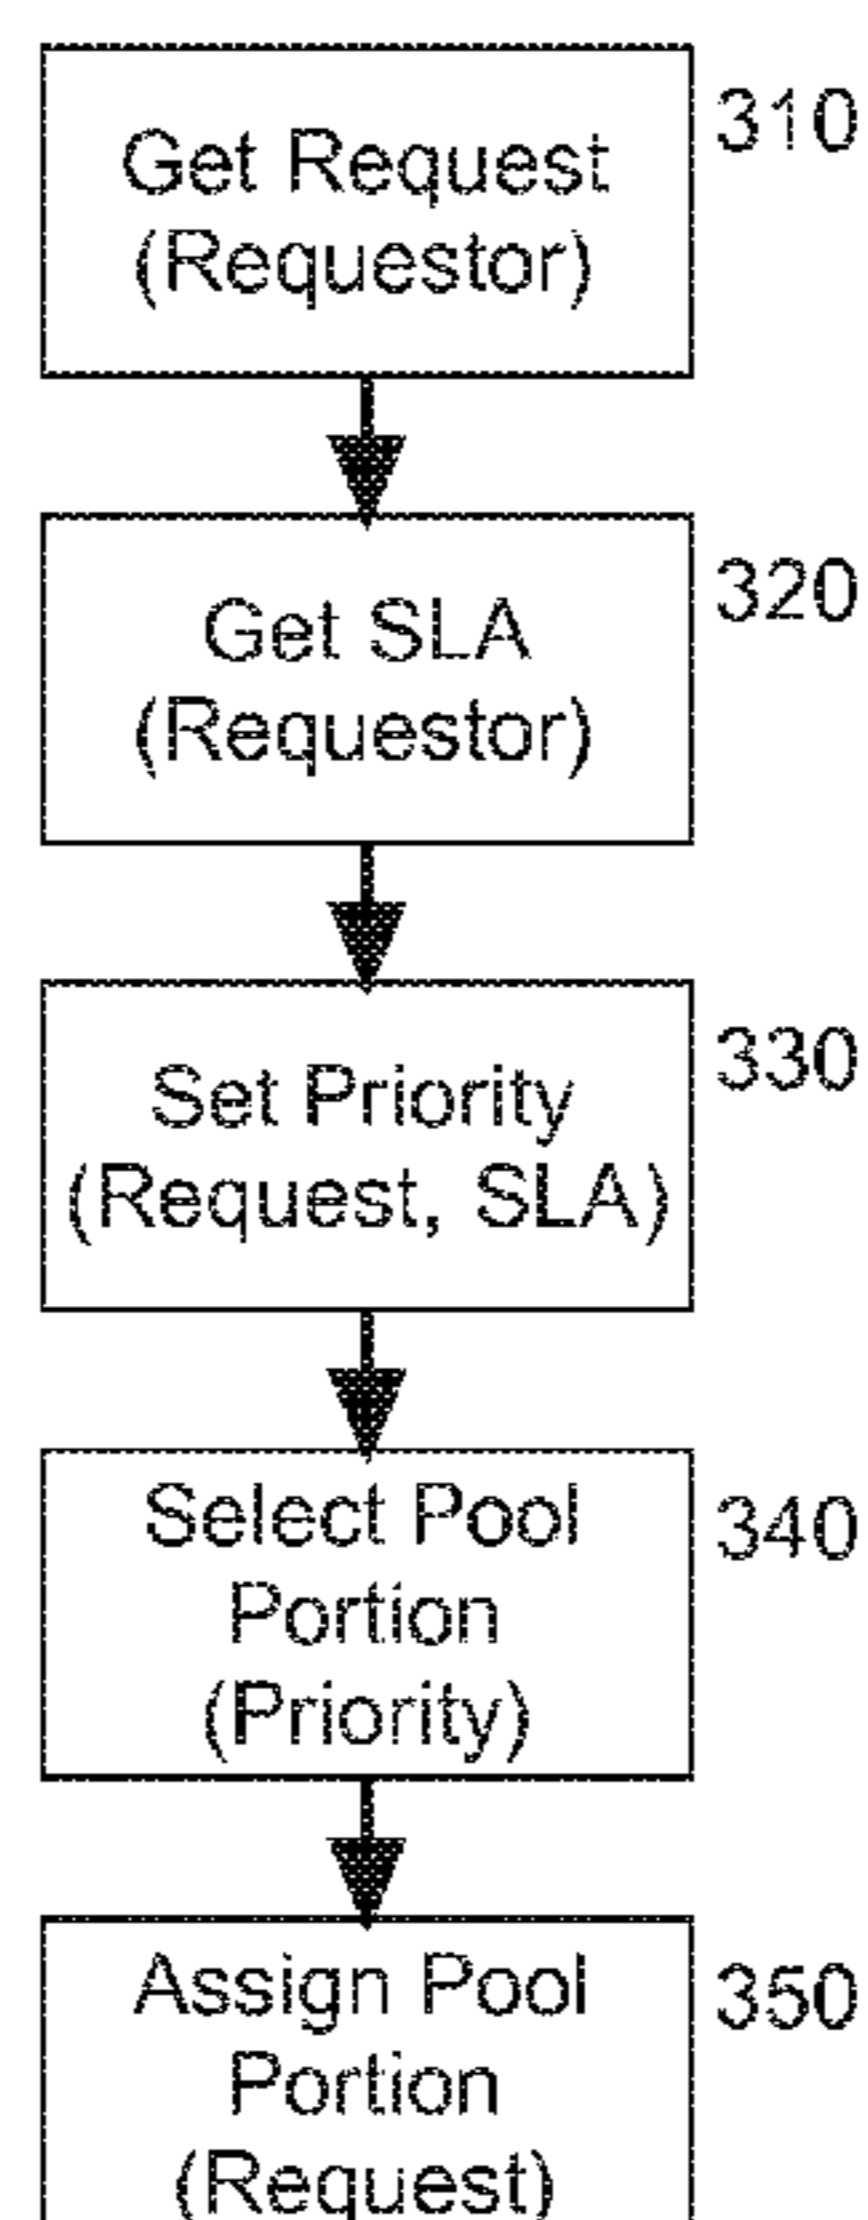 Get Request
(Requestor)
310
Get SLA
(Requestor)
320
Set Priority
(Request, SLA)
330
Select Pool
Portion
(Priority)
340
Assign Pool
Portion
(Request)
350